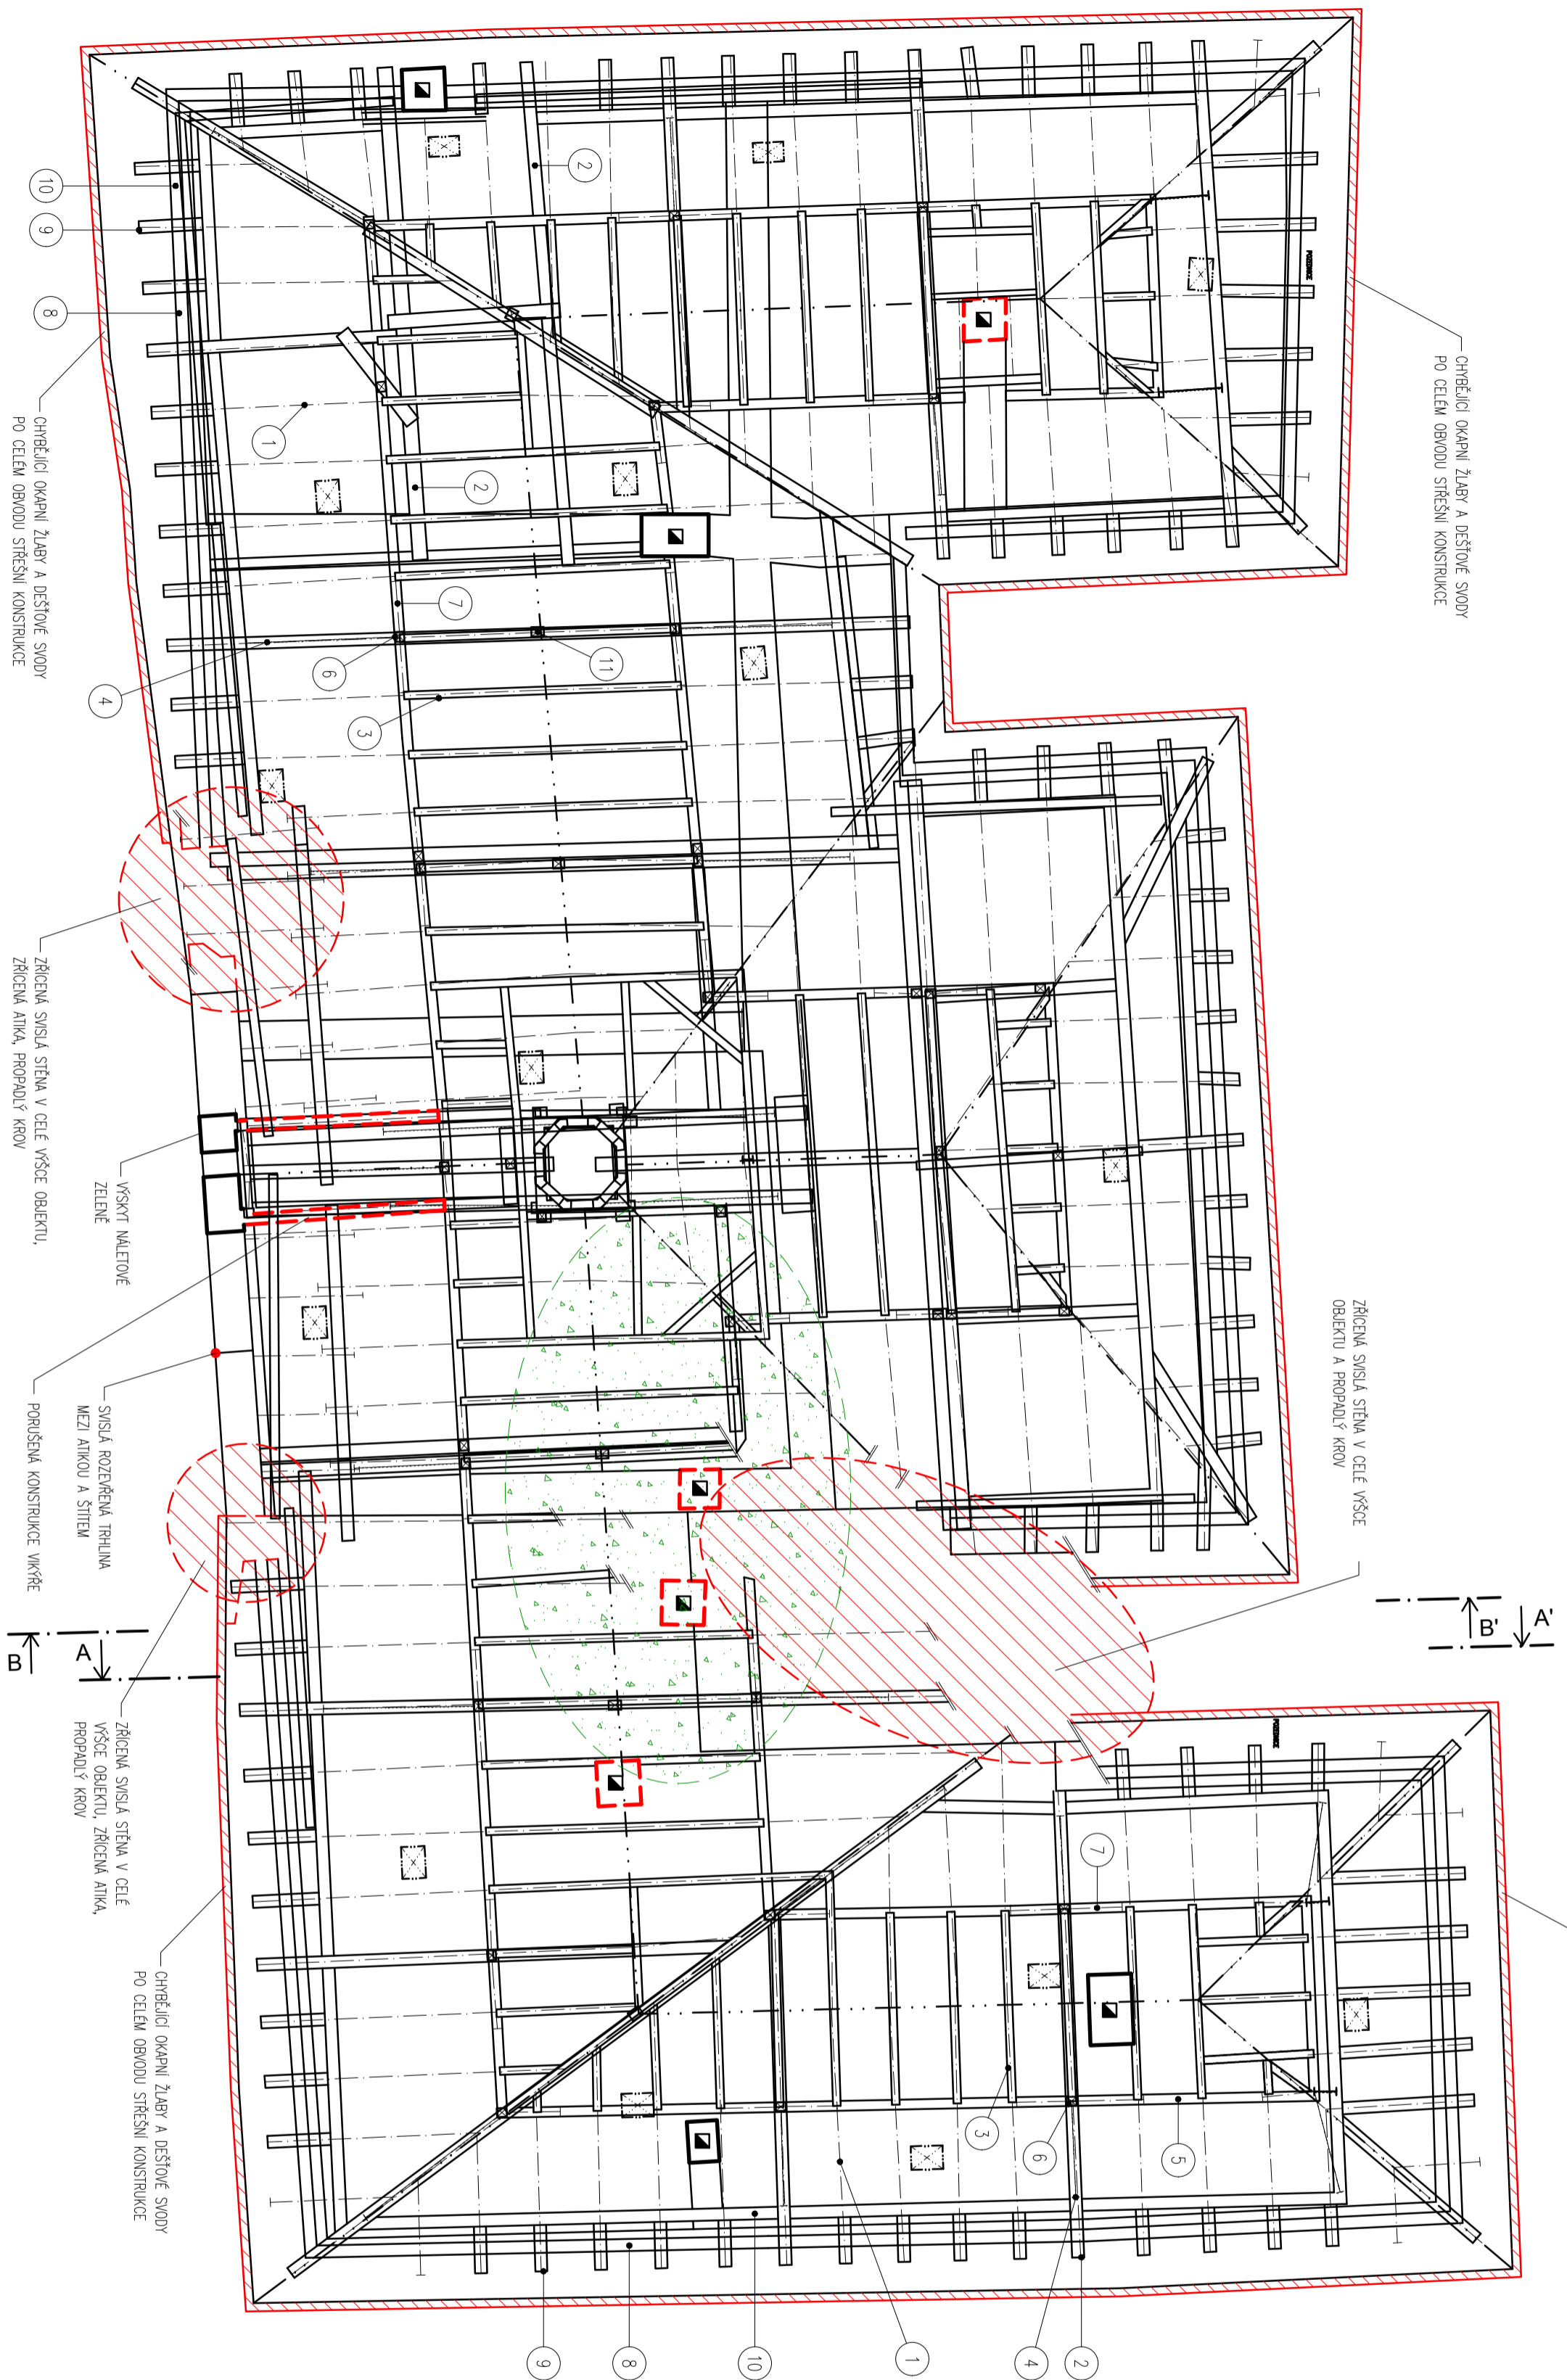 CHYBĚJÍCÍ OKAPNÍ ŽLABY A DEŠŤOVÉ SVODY
PO CELÉM OBVODU STŘEŠNÍ KONSTRUKCE
POZEDNICE
2
10
9
8
1
2
CHYBĚJÍCÍ OKAPNÍ ŽLABY A DEŠŤOVÉ SVODY
PO CELÉM OBVODU STŘEŠNÍ KONSTRUKCE
7
6
11
4
3
ZŘÍCENÁ SVISLÁ STĚNA V CELÉ VÝŠCE OBJEKTU,
ZŘÍCENÁ ATIKA, PROPADLÝ KROV
VÝSKYT NÁLETOVÉ
ZELENĚ
SVISLÁ ROZEVŘENÁ TRHLINA
MEZI ATIKOU A ŠTÍTEM
PORUŠENÁ KONSTRUKCE VIKÝŘE
ZŘÍCENÁ SVISLÁ STĚNA V CELÉ VÝŠCE
OBJEKTU A PROPADLÝ KROV
B
A
B'
A'
ZŘÍCENÁ SVISLÁ STĚNA V CELÉ
VÝŠCE OBJEKTU, ZŘÍCENÁ ATIKA,
PROPADLÝ KROV
POZEDNICE
CHYBĚJÍCÍ OKAPNÍ ŽLABY A DEŠŤOVÉ SVODY
PO CELÉM OBVODU STŘEŠNÍ KONSTRUKCE
7
3
6
5
9
8
10
1
4
2